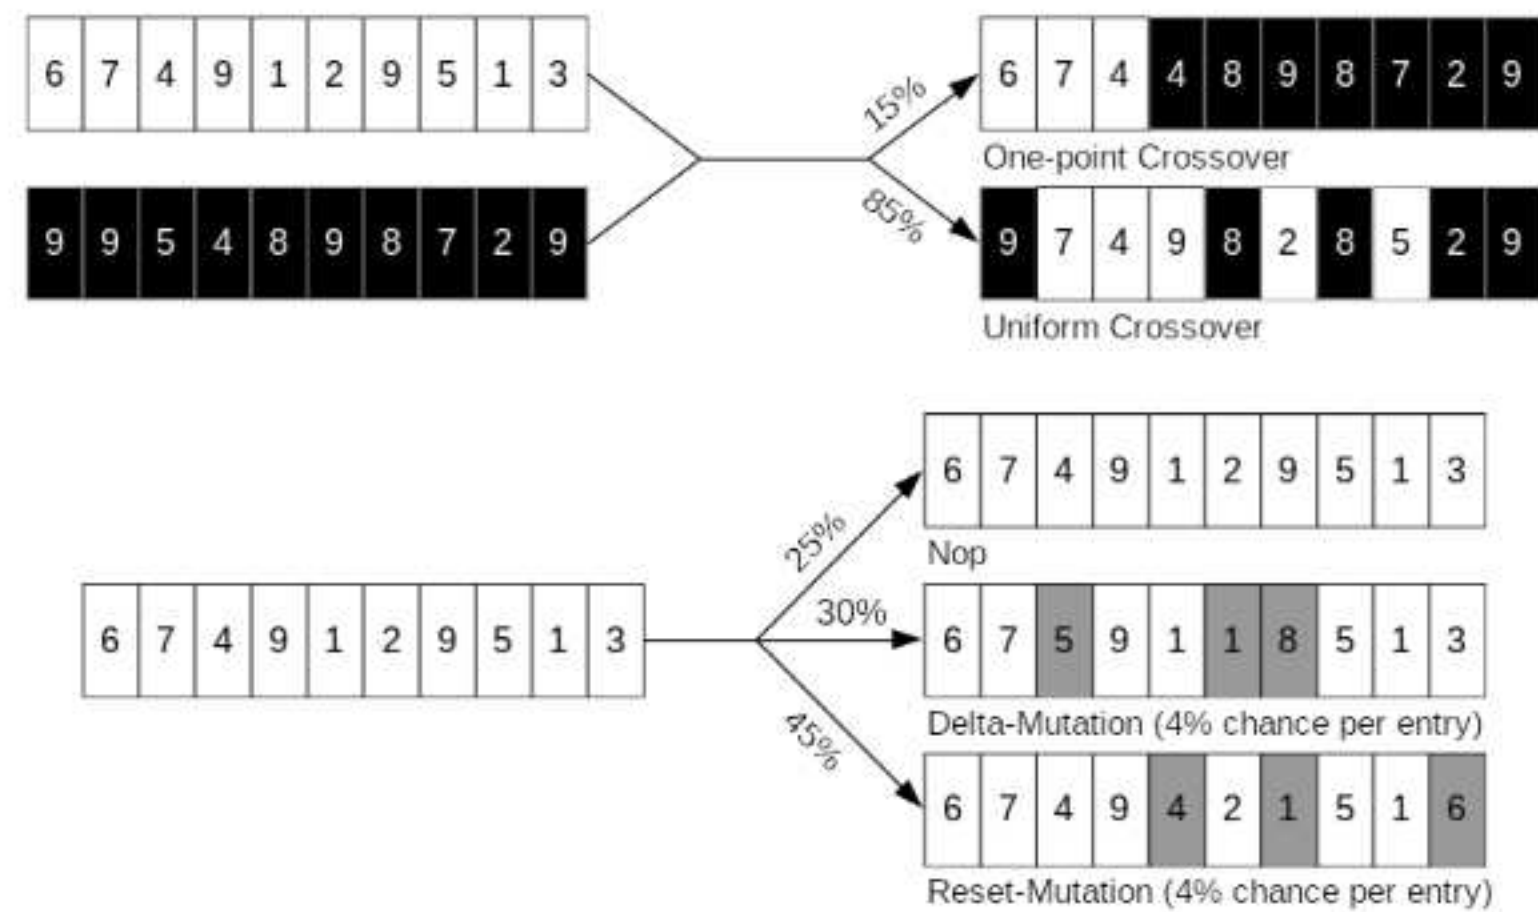 6 7 4 9 1 2 9 5 1 3
9 9 5 4 8 9 8 7 2 9
15%
85%
6 7 4 4 8 9 8 7 2 9
One-point Crossover
9 7 4 9 8 2 8 5 2 9
Uniform Crossover
6 7 4 9 1 2 9 5 1 3
25%
30%
45%
6 7 4 9 1 2 9 5 1 3
Nop
6 7 5 9 1 1 8 5 1 3
Delta-Mutation (4% chance per entry)
6 7 4 9 4 2 1 5 1 6
Reset-Mutation (4% chance per entry)